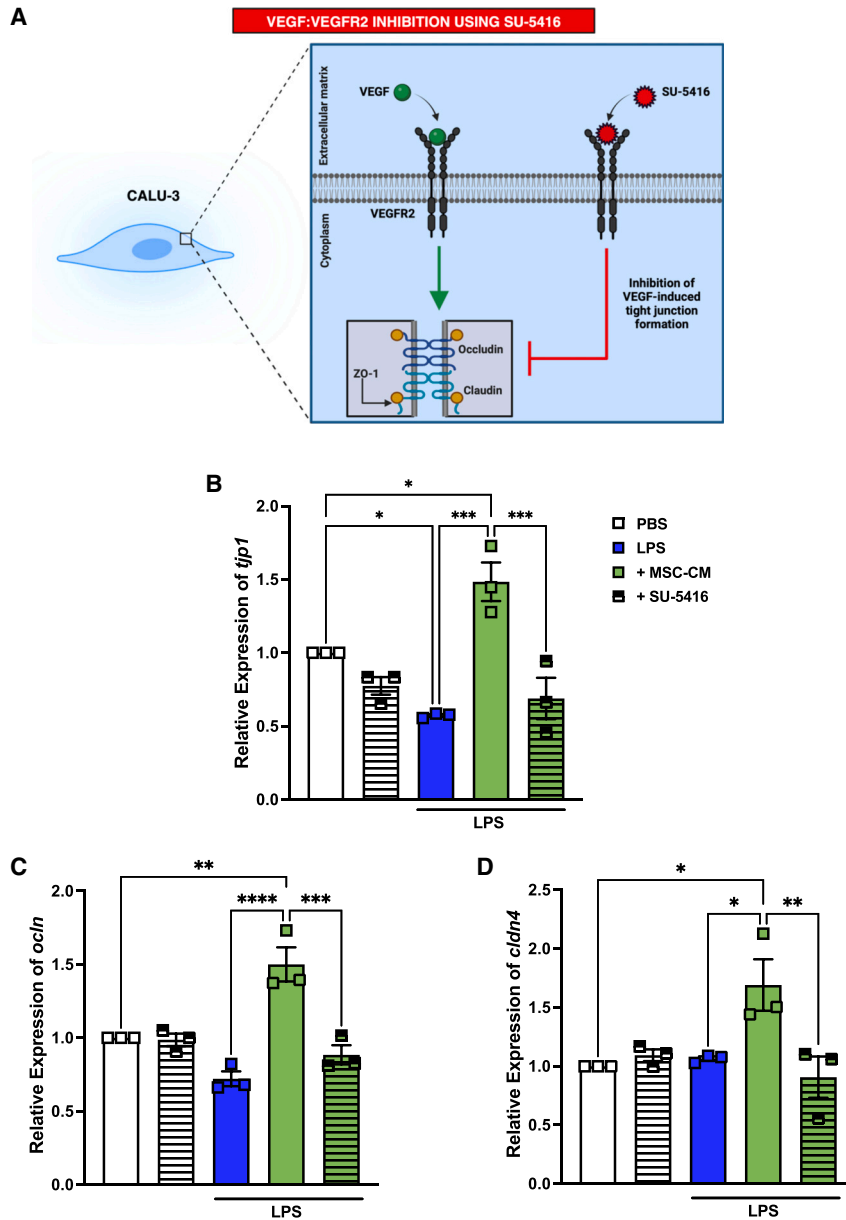 A
VEGF:VEGFR2 INHIBITION USING SU-5416
CALU-3
Extracellular matrix
Cytoplasm
VEGF
SU-5416
VEGFR2
Inhibition of
VEGF-induced
tight junction
formation
Occludin
ZO-1
Claudin
B
Relative Expression of tjp1
2.0
1.5
1.0
0.5
0.0
*
*
***
***
LPS
PBS
LPS
+ MSC-CM
+ SU-5416
C
Relative Expression of ocln
2.0
1.5
1.0
0.5
0.0
**
****
***
LPS
D
Relative Expression of cldn4
2.5
2.0
1.5
1.0
0.5
0.0
*
*
**
LPS